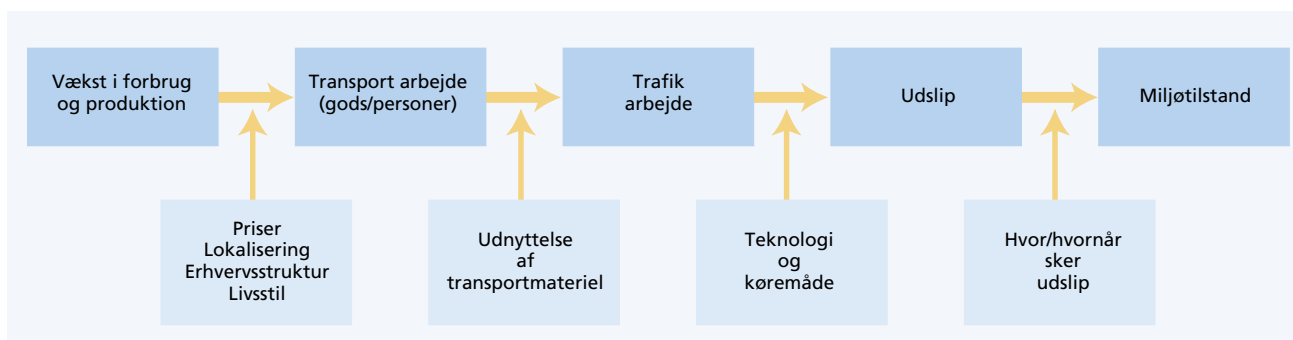 Vækst i forbrug
og produktion
Transport arbejde
(gods/personer)
Trafik
arbejde
Udslip
Miljøtilstand
Priser
Lokalisering
Erhvervsstruktur
Livsstil
Udnyttelse
af
transportmateriel
Teknologi
og
køremåde
Hvor/hvornår
sker
udslip